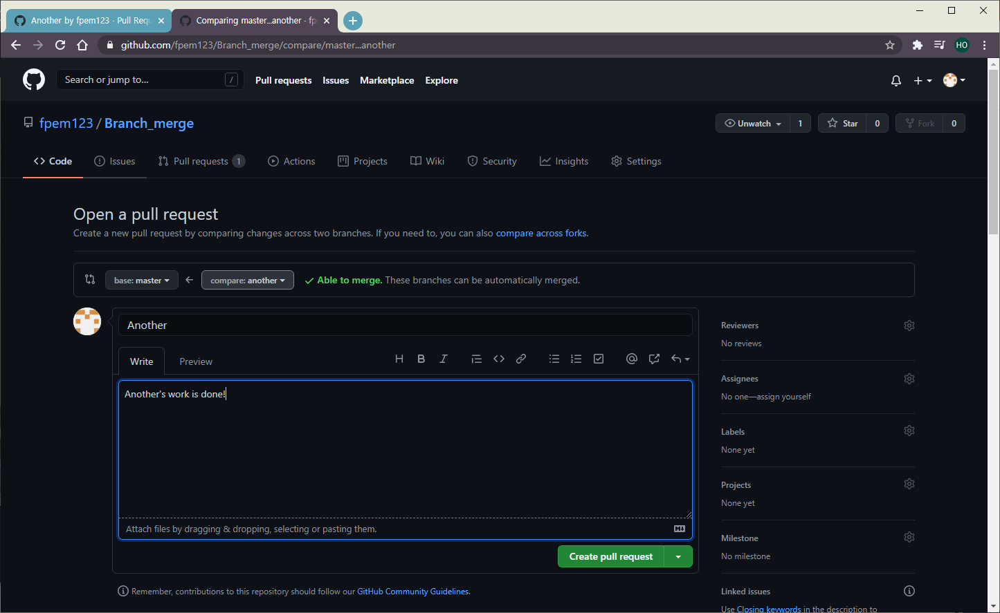 Another by fpem123 · Pull Requ
Comparing master...another · fp
github.com/fpem123/Branch_merge/compare/master...another
HO
Search or jump to... /
Pull requests Issues Marketplace Explore
fpem123 / Branch_merge
Unwatch 1 Star 0 Fork 0
Code Issues Pull requests 1 Actions Projects Wiki Security Insights Settings
Open a pull request
Create a new pull request by comparing changes across two branches. If you need to, you can also compare across forks.
base: master compare: another Able to merge. These branches can be automatically merged.
Another
Write Preview
Another's work is done!
Attach files by dragging & dropping, selecting or pasting them.
Create pull request
Remember, contributions to this repository should follow our GitHub Community Guidelines.
Reviewers
No reviews
Assignees
No one—assign yourself
Labels
None yet
Projects
None yet
Milestone
No milestone
Linked issues
Use Closing keywords in the description to